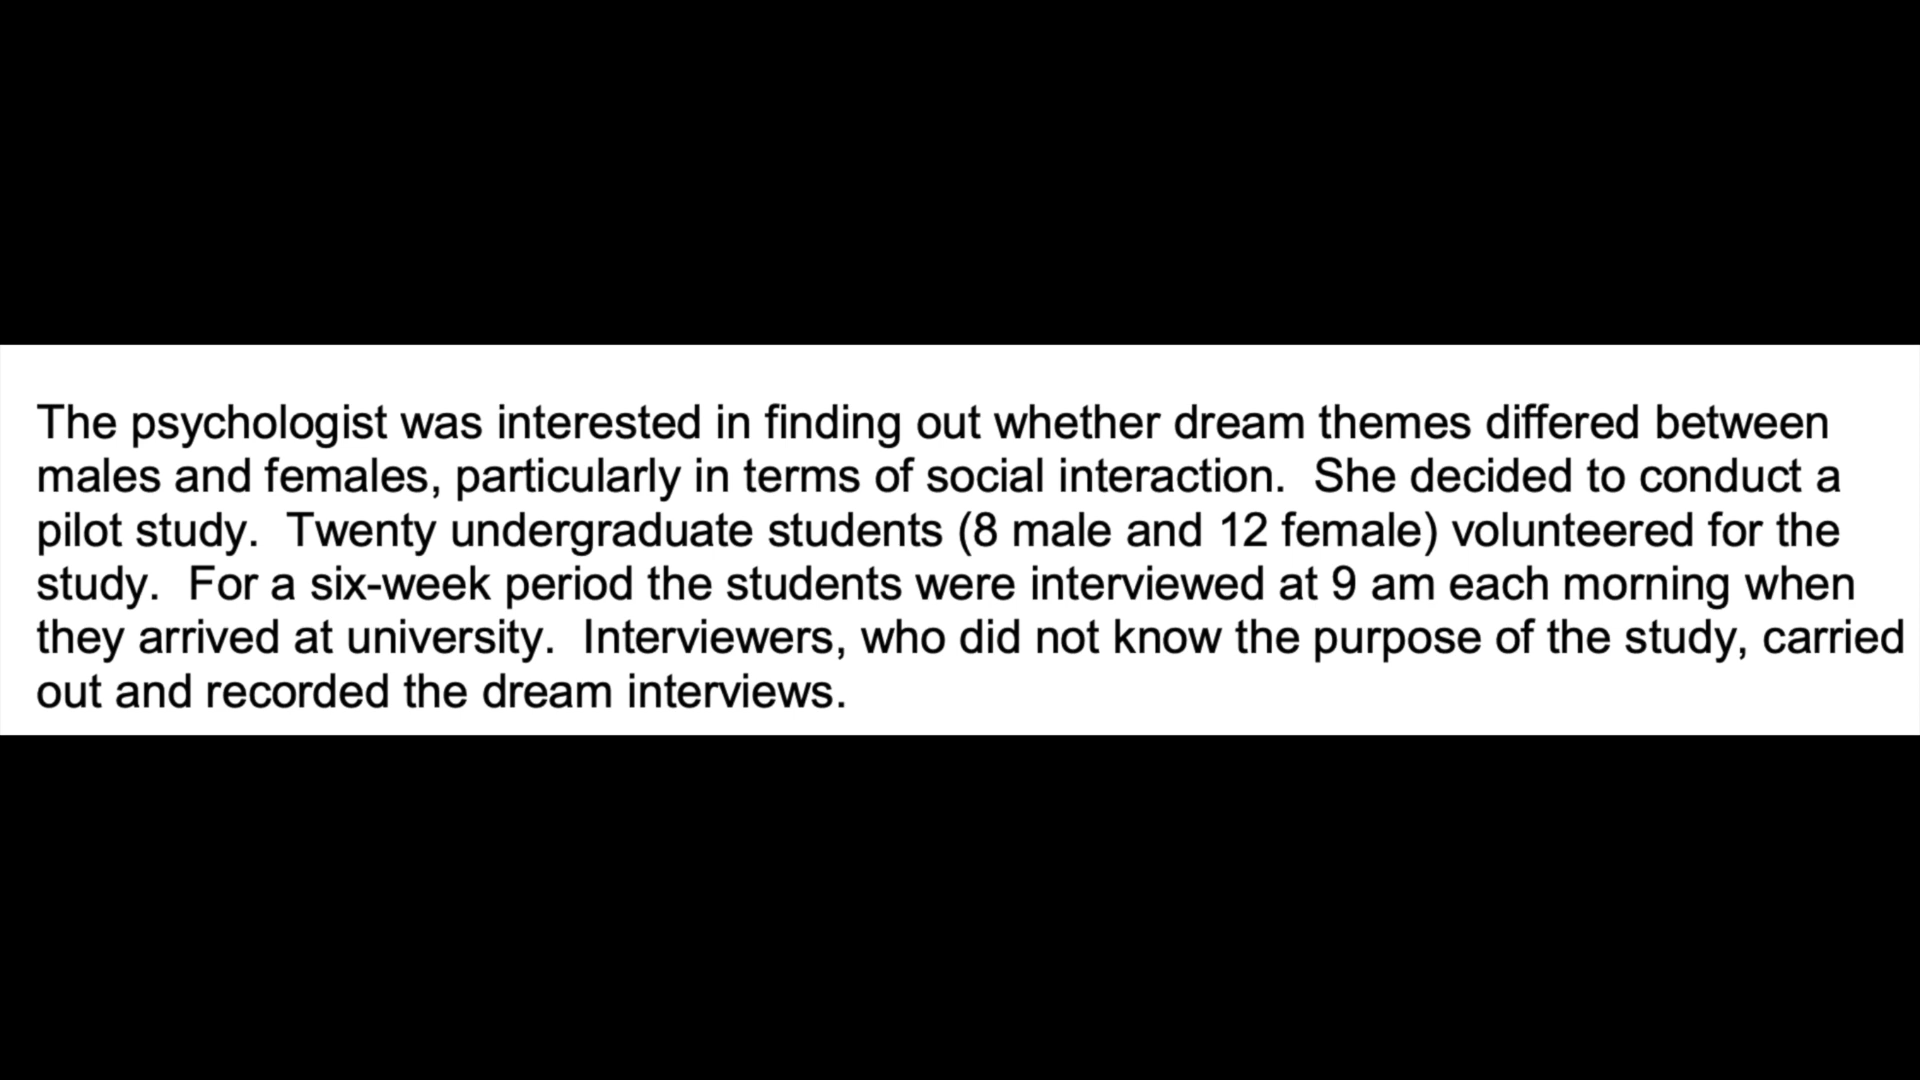 The psychologist was interested in finding out whether dream themes differed between
males and females, particularly in terms of social interaction.  She decided to conduct a
pilot study.  Twenty undergraduate students (8 male and 12 female) volunteered for the
study.  For a six-week period the students were interviewed at 9 am each morning when
they arrived at university.  Interviewers, who did not know the purpose of the study, carried
out and recorded the dream interviews.